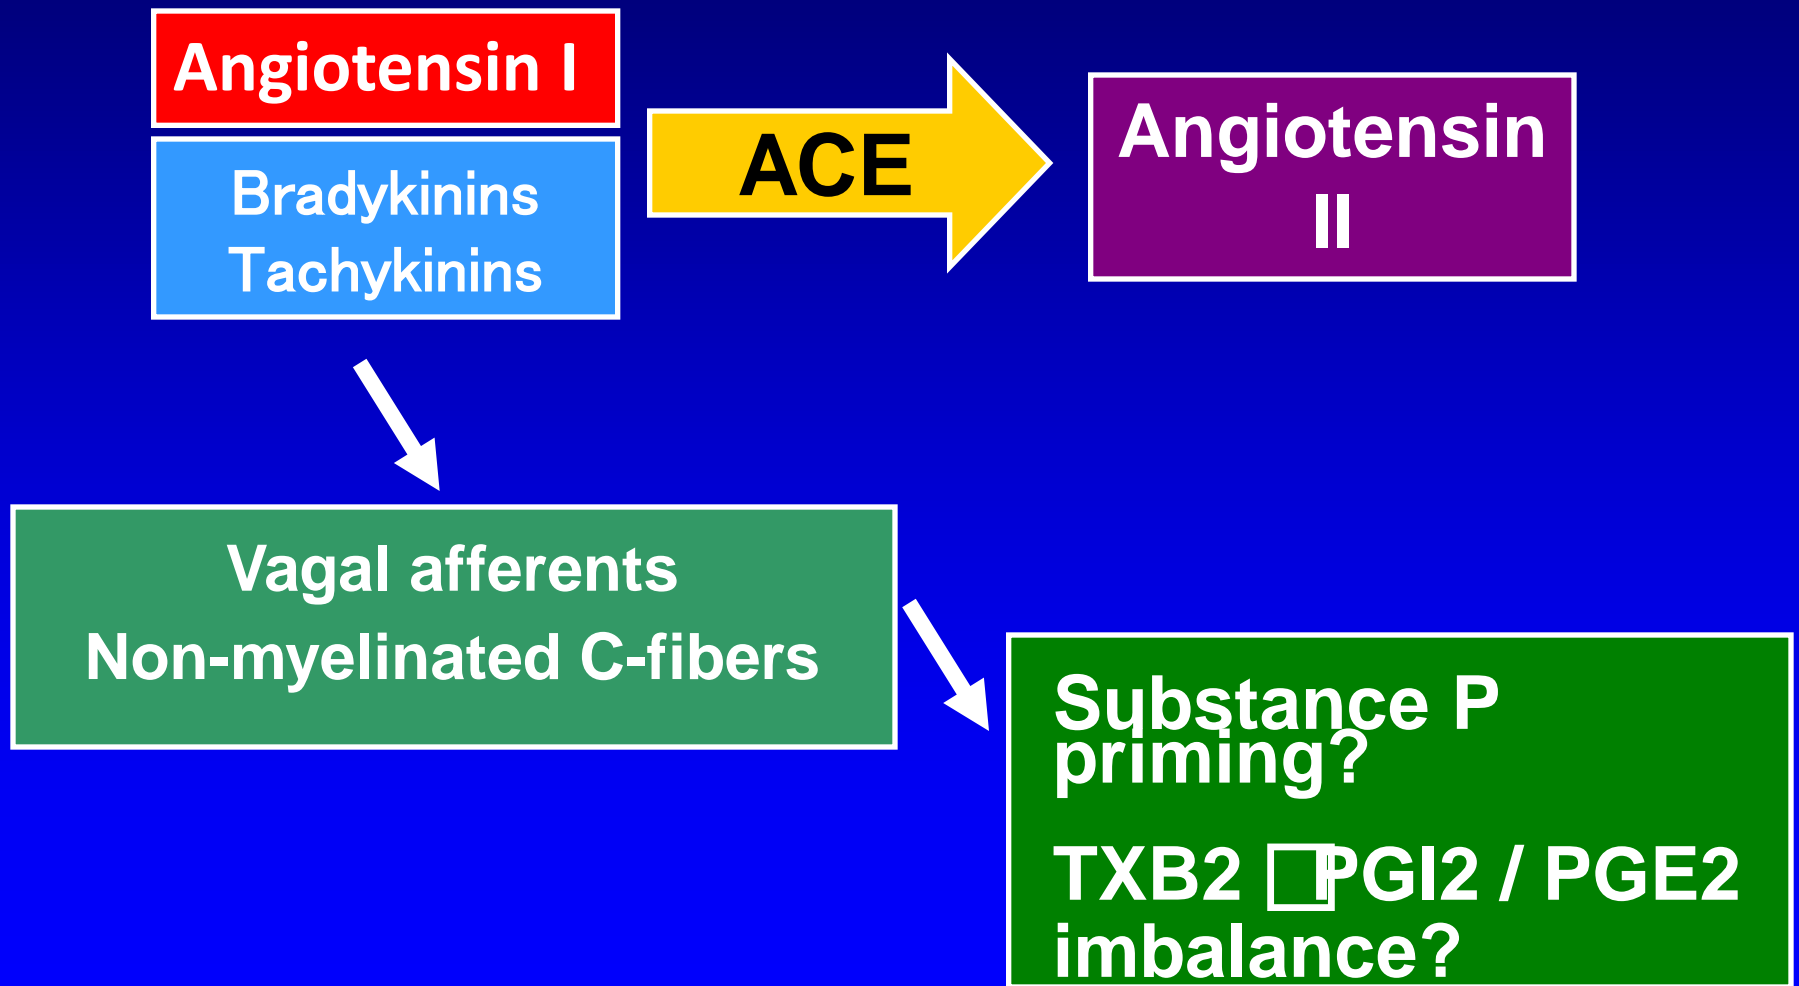 Angiotensin I
Bradykinins
Tachykinins
ACE
Angiotensin
II
Vagal afferents
Non-myelinated C-fibers
Substance P
priming?
TXB2 □PGI2 / PGE2
imbalance?